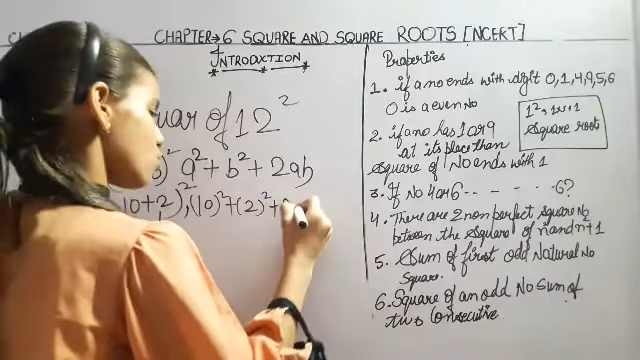 CHAPTER → 6 SQUARE AND SQUARE ROOTS [NCERT]
INTRODUCTION
uar of 12²
)² a² + b² + 2ab
10+2)², (10)² + (2)² +
Properties
1. if a no ends with digit 0,1,4,9,5,6
0 is a even No
1², 1×1
Square root
2. if a no has 1 or 9
at its place than
Square of 1 No ends with 1
3. If No 4 or 6 - - - - - - 6?
4. There are 2 non perfect square No
between the Square of n and n+1
5. Sum of first odd Natural No
Square.
6. Square of an odd No Sum of
two Consecutive